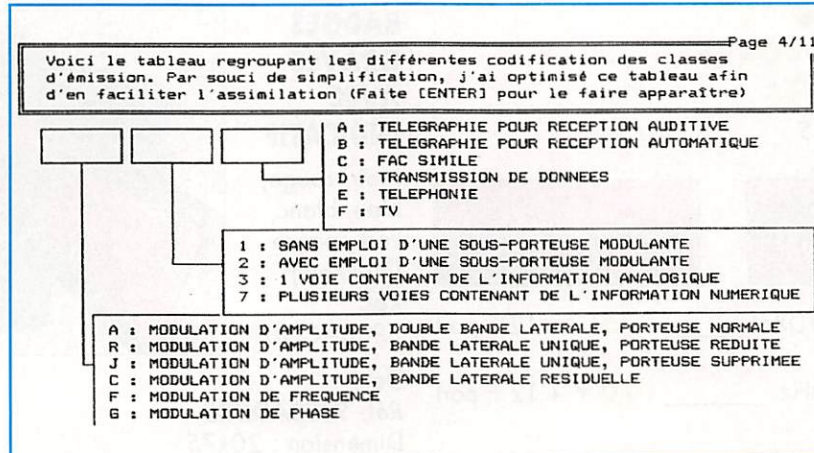 Page 4/11
Voici le tableau regroupant les différentes codification des classes
d'émission. Par souci de simplification, j'ai optimisé ce tableau afin
d'en faciliter l'assimilation (Faite [ENTER] pour le faire apparaître)
A : TELEGRAPHIE POUR RECEPTION AUDITIVE
B : TELEGRAPHIE POUR RECEPTION AUTOMATIQUE
C : FAC SIMILE
D : TRANSMISSION DE DONNEES
E : TELEPHONIE
F : TV
1 : SANS EMPLOI D'UNE SOUS-PORTEUSE MODULANTE
2 : AVEC EMPLOI D'UNE SOUS-PORTEUSE MODULANTE
3 : 1 VOIE CONTENANT DE L'INFORMATION ANALOGIQUE
7 : PLUSIEURS VOIES CONTENANT DE L'INFORMATION NUMERIQUE
A : MODULATION D'AMPLITUDE, DOUBLE BANDE LATERALE, PORTEUSE NORMALE
R : MODULATION D'AMPLITUDE, BANDE LATERALE UNIQUE, PORTEUSE REDUITE
J : MODULATION D'AMPLITUDE, BANDE LATERALE UNIQUE, PORTEUSE SUPPRIMEE
C : MODULATION D'AMPLITUDE, BANDE LATERALE RESIDUELLE
F : MODULATION DE FREQUENCE
G : MODULATION DE PHASE